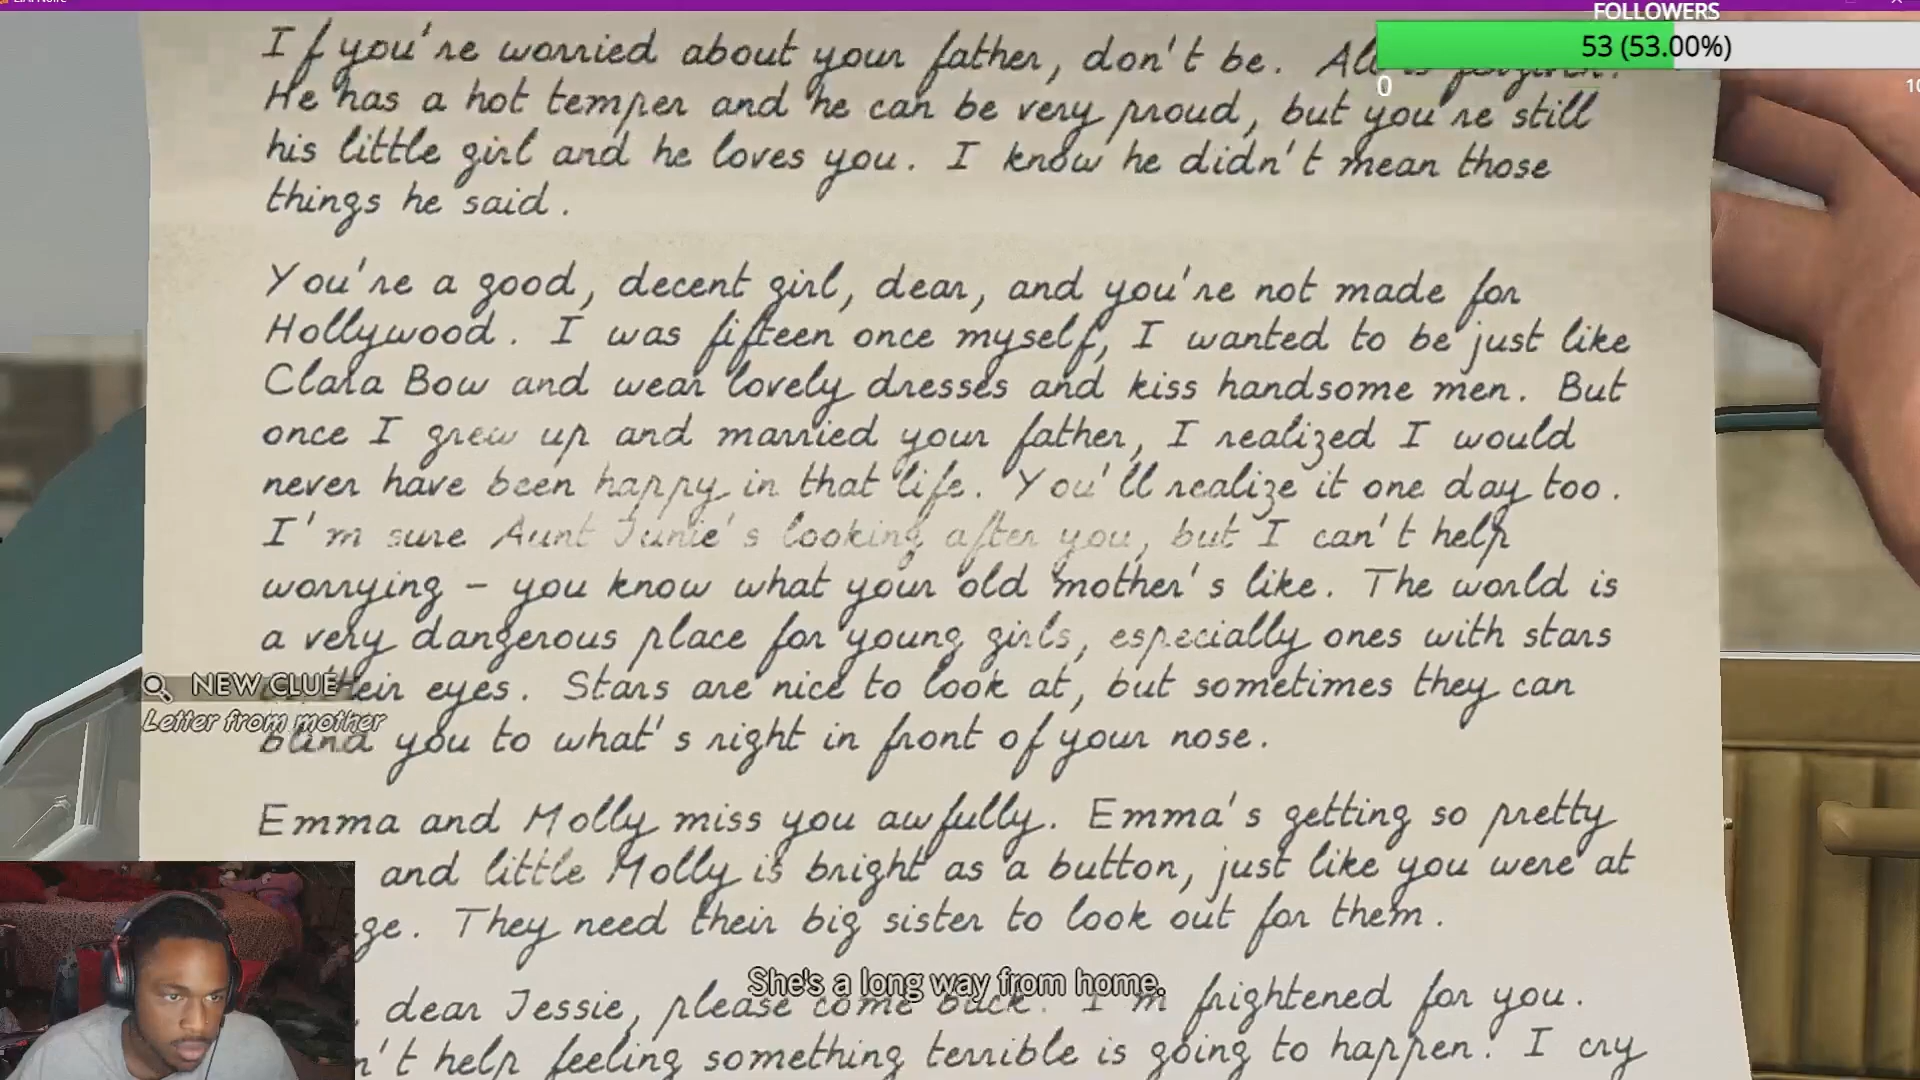 FOLLOWERS
53 (53.00%)
0
If you're worried about your father, don't be. All is forgiven.
He has a hot temper and he can be very proud, but you're still
his little girl and he loves you. I know he didn't mean those
things he said.
You're a good, decent girl, dear, and you're not made for
Hollywood. I was fifteen once myself, I wanted to be just like
Clara Bow and wear lovely dresses and kiss handsome men. But
once I grew up and married your father, I realized I would
never have been happy in that life. You'll realize it one day too.
I'm sure Aunt Junie's looking after you, but I can't help
worrying - you know what your old mother's like. The world is
a very dangerous place for young girls, especially ones with stars
NEW CLUE
eir eyes. Stars are nice to look at, but sometimes they can
Letter from mother
blind you to what's right in front of your nose.
Emma and Molly miss you awfully. Emma's getting so pretty
and little Molly is bright as a button, just like you were at
ge. They need their big sister to look out for them.
She's a long way from home.
dear Jessie, please come back. I'm frightened for you.
n't help feeling something terrible is going to happen. I cry